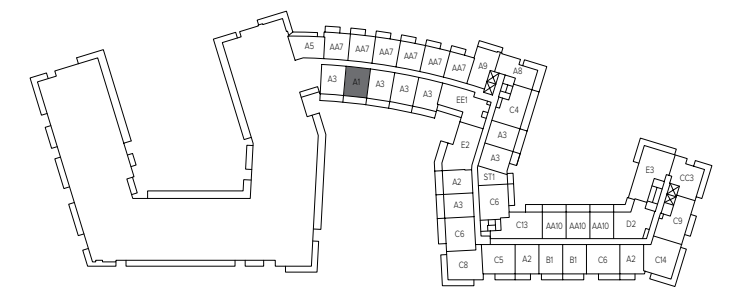 A5 AA7 AA7 AA7 AA7 AA7 AA7 A9 A8
A3 A1 A3 A3 A3 EE1 C4
A3
E2 A3
A2 ST1 E3 CC3
A3 C6
C6 C13 AA10 AA10 AA10 D2 C9
C8 C5 A2 B1 B1 C6 A2 C14